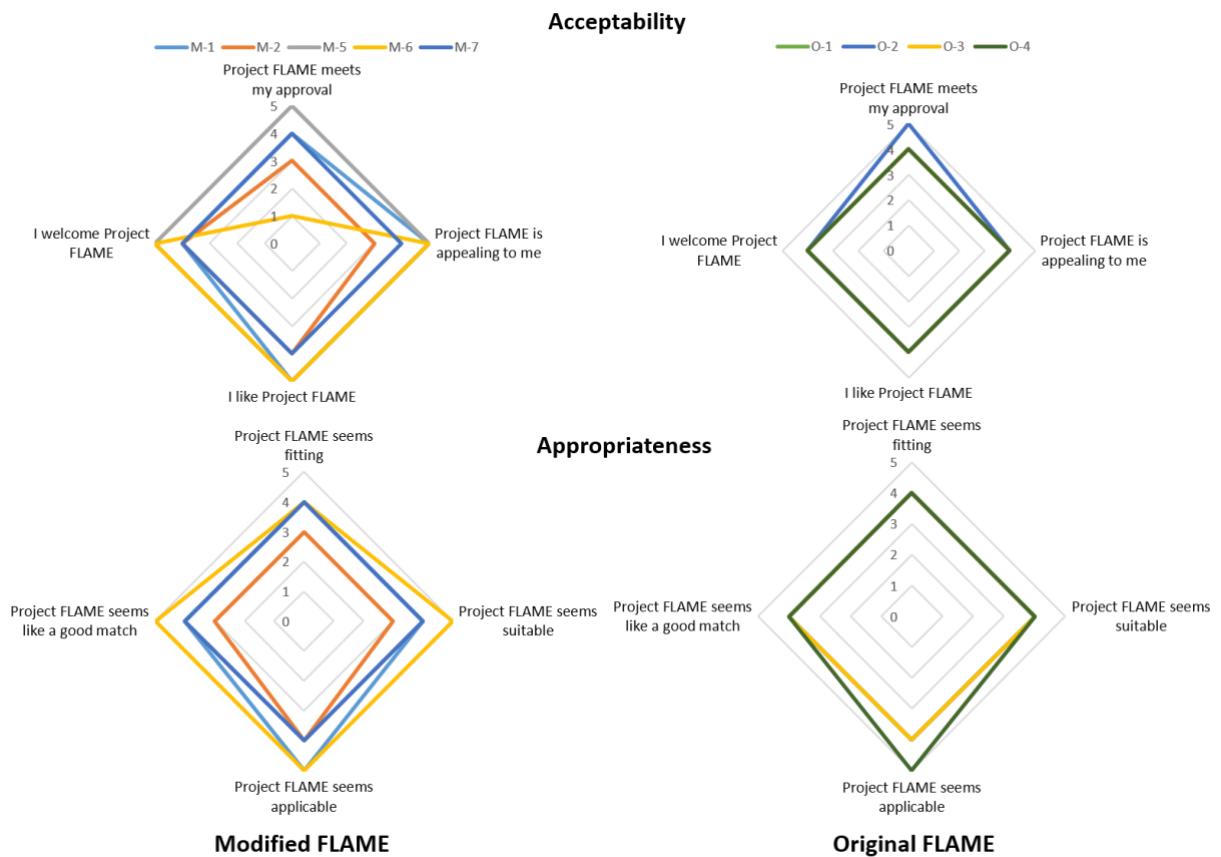 Acceptability
M-1 M-2 M-5 M-6 M-7
O-1 O-2 O-3 O-4
Project FLAME meets
my approval
5
4
3
2
1
0
I welcome Project
FLAME
Project FLAME is
appealing to me
I like Project FLAME
Project FLAME meets
my approval
5
4
3
2
1
0
I welcome Project
FLAME
Project FLAME is
appealing to me
I like Project FLAME
Appropriateness
Project FLAME seems
fitting
5
4
3
2
1
0
Project FLAME seems
like a good match
Project FLAME seems
suitable
Project FLAME seems
applicable
Project FLAME seems
fitting
5
4
3
2
1
0
Project FLAME seems
like a good match
Project FLAME seems
suitable
Project FLAME seems
applicable
Modified FLAME
Original FLAME